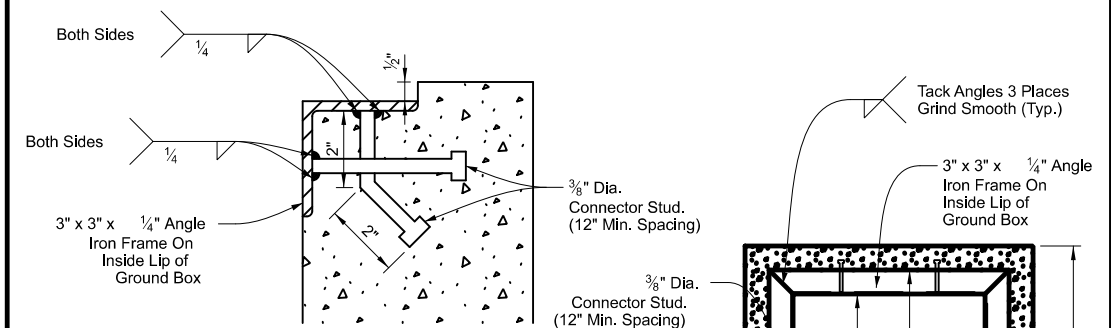 Both Sides
¼
½"
Both Sides
¼
2"
2"
3" x 3" x ¼" Angle
Iron Frame On
Inside Lip of
Ground Box
⅜" Dia.
Connector Stud.
(12" Min. Spacing)
Tack Angles 3 Places
Grind Smooth (Typ.)
3" x 3" x ¼" Angle
Iron Frame On
Inside Lip of
Ground Box
⅜" Dia.
Connector Stud.
(12" Min. Spacing)